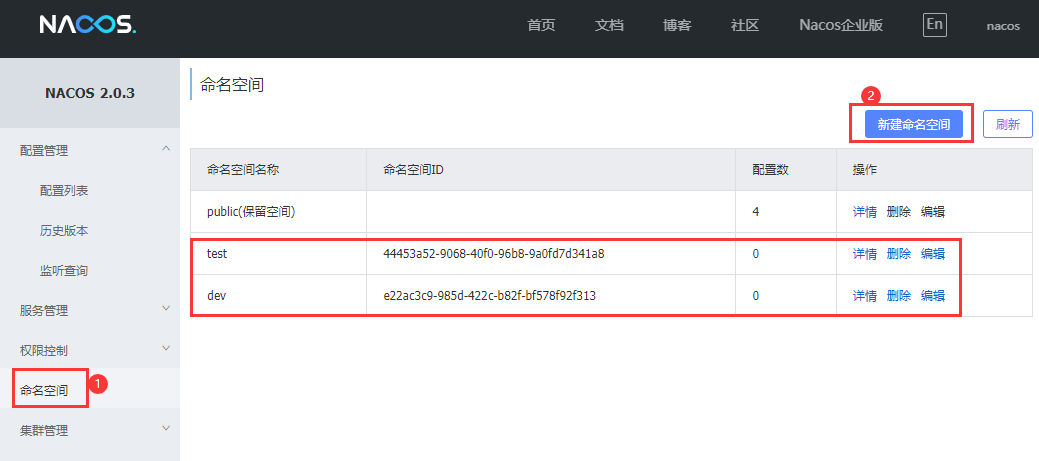 NACOS.
首页 文档 博客 社区 Nacos企业版 En nacos
NACOS 2.0.3
配置管理
配置列表
历史版本
监听查询
服务管理
权限控制
命名空间
1
集群管理
命名空间
2
新建命名空间 刷新
命名空间名称 命名空间ID 配置数 操作
public(保留空间) 4 详情 删除 编辑
test 44453a52-9068-40f0-96b8-9a0fd7d341a8 0 详情 删除 编辑
dev e22ac3c9-985d-422c-b82f-bf578f92f313 0 详情 删除 编辑